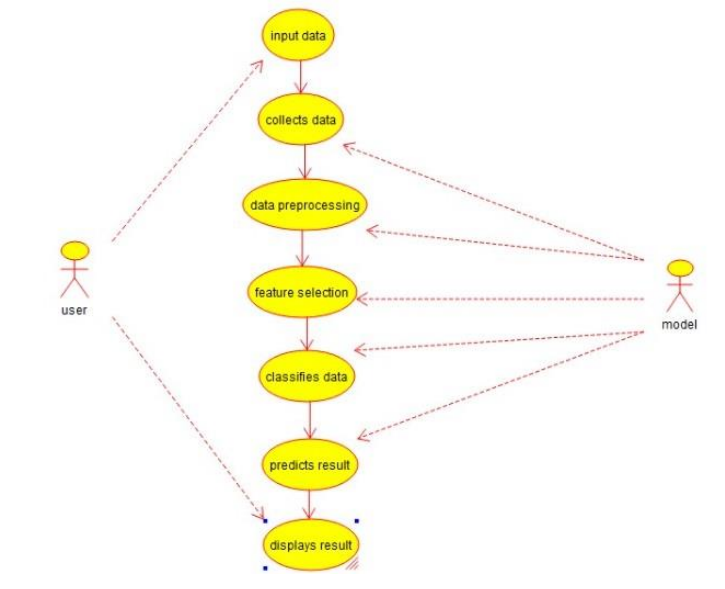 input data
collects data
data preprocessing
feature selection
classifies data
predicts result
displays result
user
model